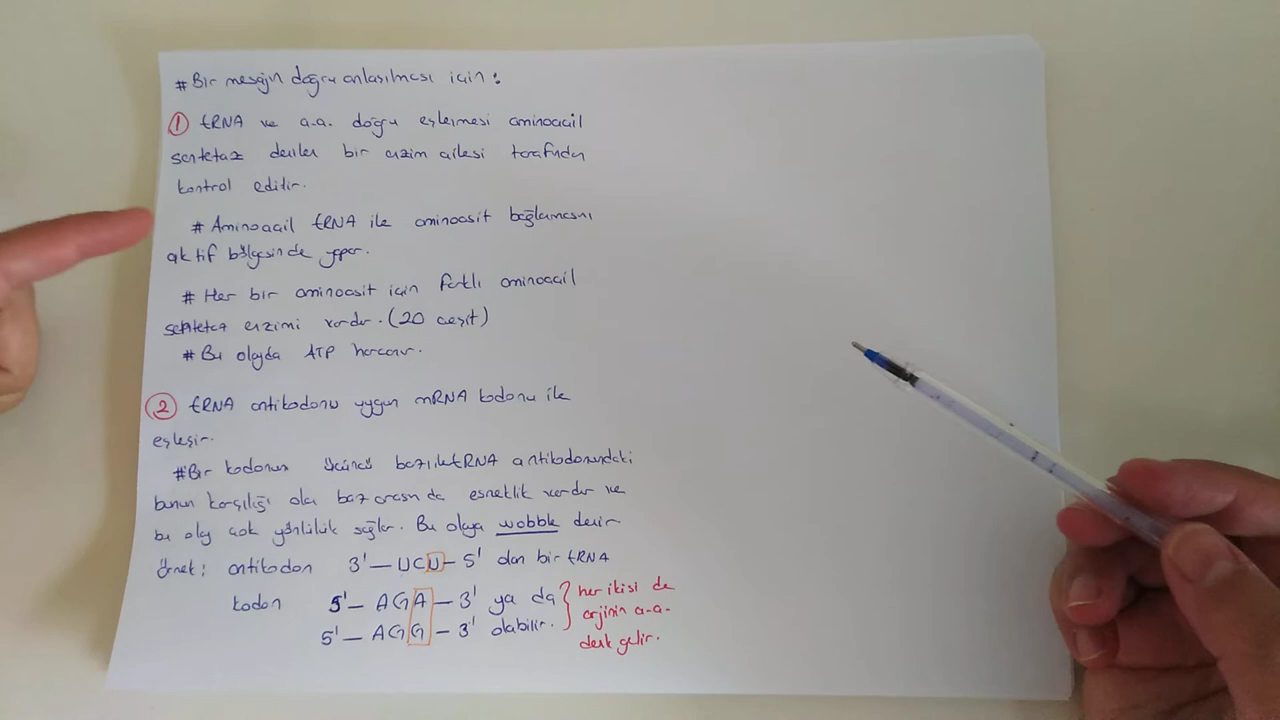 # Bir mesajın doğru anlaşılması için :
1 tRNA ve a.a. doğru eşleşmesi aminoaçil
sentetaz denilen bir enzim ailesi tarafından
kontrol edilir.
# Aminoaçil tRNA ile aminoasit bağlanmasını
aktif bölgesinde yapar.
# Her bir aminoasit için farklı aminoaçil
sentetaz enzimi vardır. (20 çeşit)
# Bu olayda ATP harcanır.
2 tRNA antikodonu uygun mRNA kodonu ile
eşleşir.
# Bir kodonun üçüncü bazı ile tRNA antikodonundaki
bunun karşılığı olan baz arasında esneklik vardır ve
bu olay çok yönlülük sağlar. Bu olaya wobble denir
Örnek : antikodon 3' — UCU — 5' olan bir tRNA
kodon 5' — AGA — 3' ya da
5' — AGG — 3' olabilir.
her ikisi de
arjinin a.a.
denk gelir.